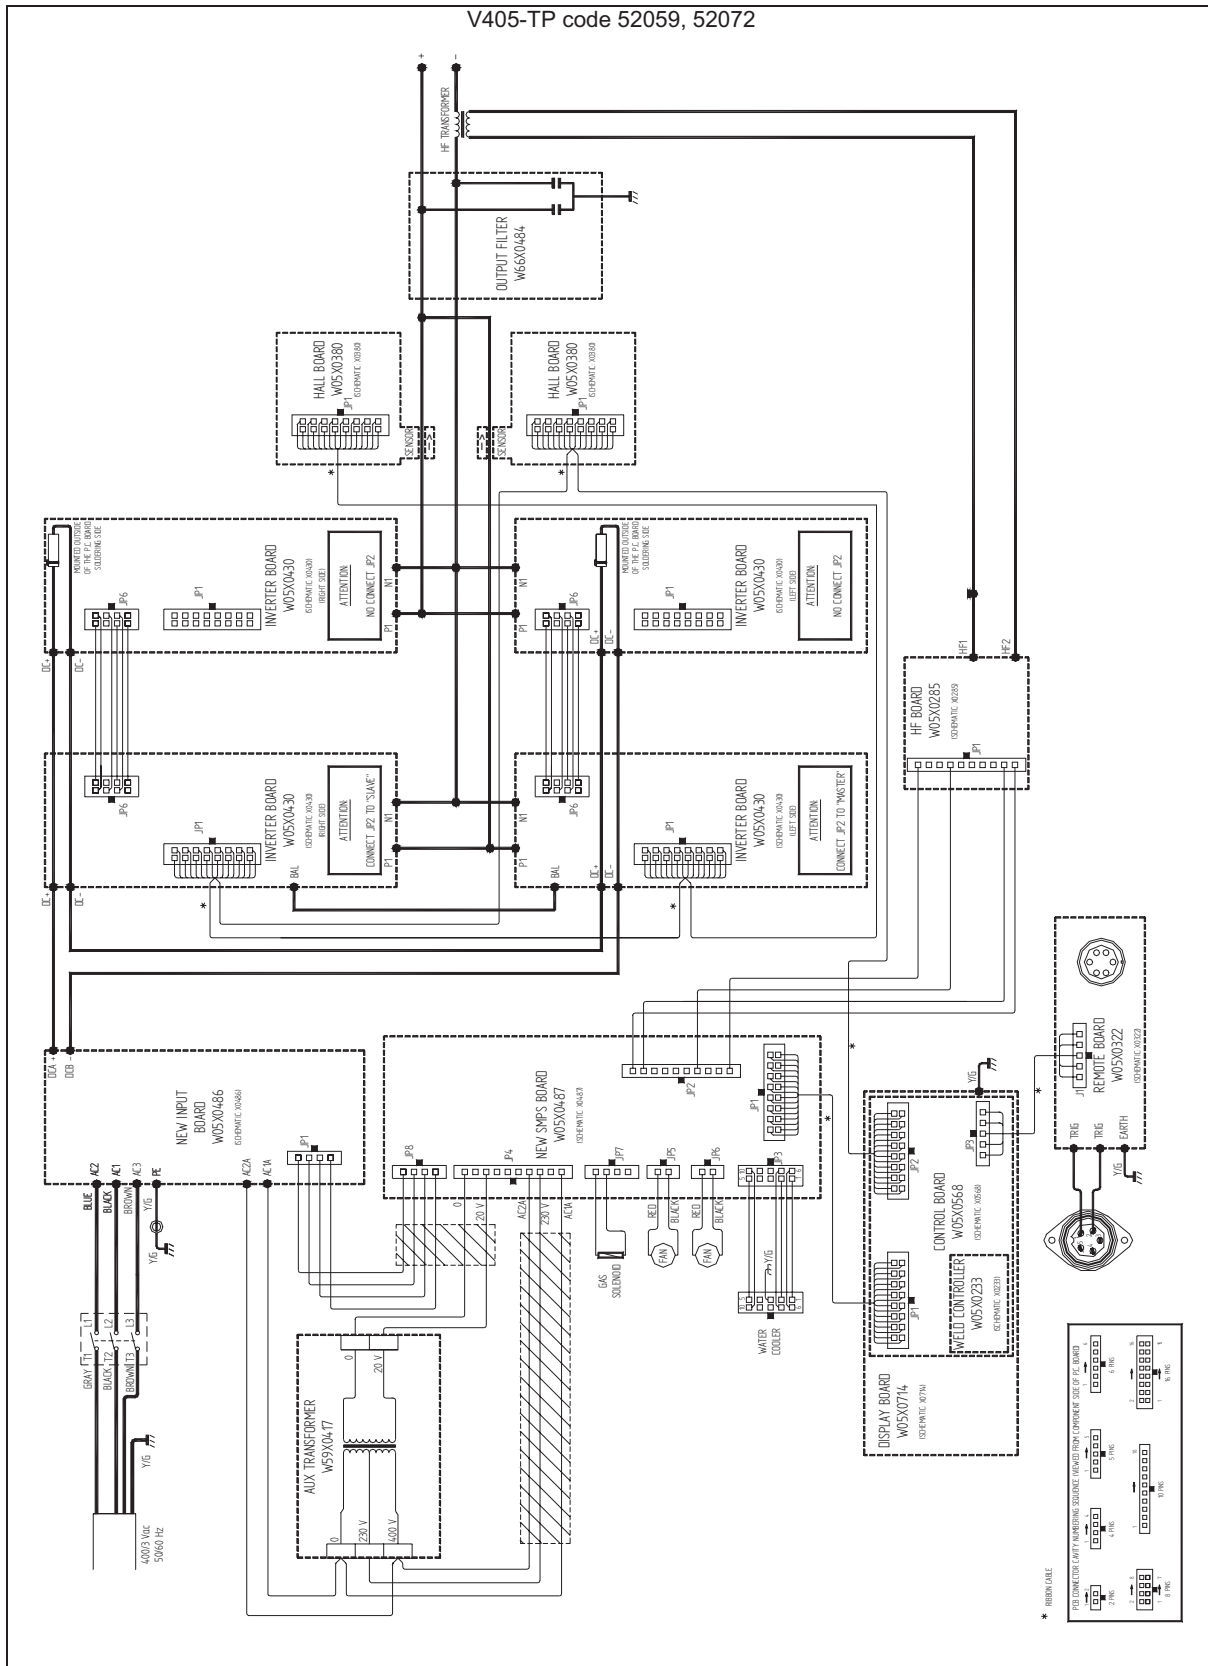 V405-TP code 52059, 52072
+
-
HF TRANSFORMER
OUTPUT FILTER
W66X0484
HALL BOARD
W05X0380
(SCHEMATIC X0380)
JP1
SENSOR
*
HALL BOARD
W05X0380
(SCHEMATIC X0380)
JP1
SENSOR
*
MOUNTED OUTSIDE
OF THE P.C. BOARD
SOLDERING SIDE
JP6
JP1
INVERTER BOARD
W05X0430
(SCHEMATIC X0430)
(RIGHT SIDE)
ATTENTION:
NO CONNECT JP2
N1
P1
DC+
DC-
MOUNTED OUTSIDE
OF THE P.C. BOARD
SOLDERING SIDE
JP6
JP1
INVERTER BOARD
W05X0430
(SCHEMATIC X0430)
(LEFT SIDE)
ATTENTION:
NO CONNECT JP2
N1
P1
DC+
DC-
JP6
JP1
INVERTER BOARD
W05X0430
(SCHEMATIC X0430)
(RIGHT SIDE)
ATTENTION:
CONNECT JP2 TO "SLAVE"
N1
P1
BAL
DC+
DC-
*
JP6
JP1
INVERTER BOARD
W05X0430
(SCHEMATIC X0430)
(LEFT SIDE)
ATTENTION:
CONNECT JP2 TO "MASTER"
N1
P1
BAL
DC+
DC-
*
HF1
HF2
HF BOARD
W05X0285
(SCHEMATIC X0285)
JP1
DCA +
DCB -
NEW INPUT
BOARD
W05X0486
(SCHEMATIC X0486)
JP1
AC2
AC1
AC3
PE
AC2A
AC1A
BLUE
BLACK
BROWN
Y/G
Y/G
L1
L2
L3
T1
T2
T3
GRAY
BLACK
BROWN
Y/G
400/3 Vac
50/60 Hz
NEW SMPS BOARD
W05X0487
(SCHEMATIC X0487)
JP2
JP1
JP8
JP4
JP7
JP5
JP6
JP3
0
20 V
AC2A
230 V
AC1A
RED
BLACK
RED
BLACK
GAS
SOLENOID
FAN
FAN
Y/G
5
10
1
6
10
5
6
1
WATER
COOLER
AUX TRANSFORMER
W59X0417
0
20 V
0
230 V
400 V
*
*
DISPLAY BOARD
W05X0714
(SCHEMATIC X0714)
CONTROL BOARD
W05X0568
(SCHEMATIC X0568)
WELD CONTROLLER
W05X0233
(SCHEMATIC X0233)
JP2
JP3
JP1
Y/G
*
REMOTE BOARD
W05X0322
(SCHEMATIC X0322)
J1
TRIG
TRIG
EARTH
Y/G
* RIBBON CABLE
PCB CONNECTOR CAVITY NUMBERING SEQUENCE (VIEWED FROM COMPONENT SIDE OF P.C. BOARD)
2 PINS
4 PINS
5 PINS
6 PINS
8 PINS
10 PINS
16 PINS